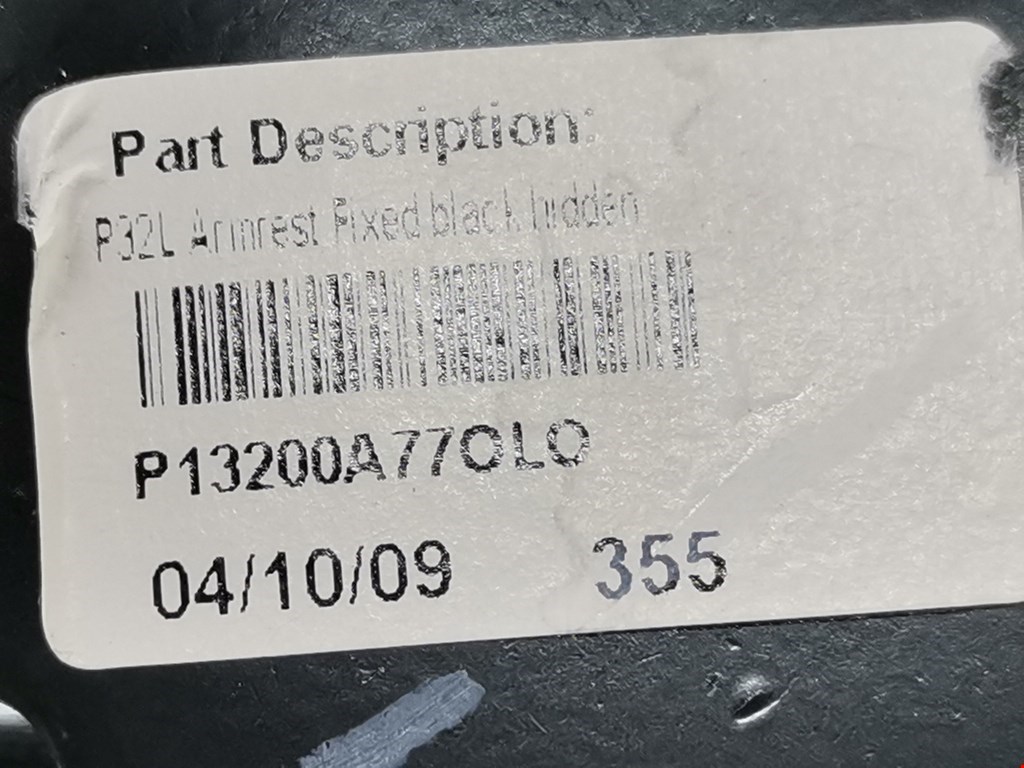 Part Description:
P32L Armrest Fixed black hidden
P13200A77OLO
04/10/09 355